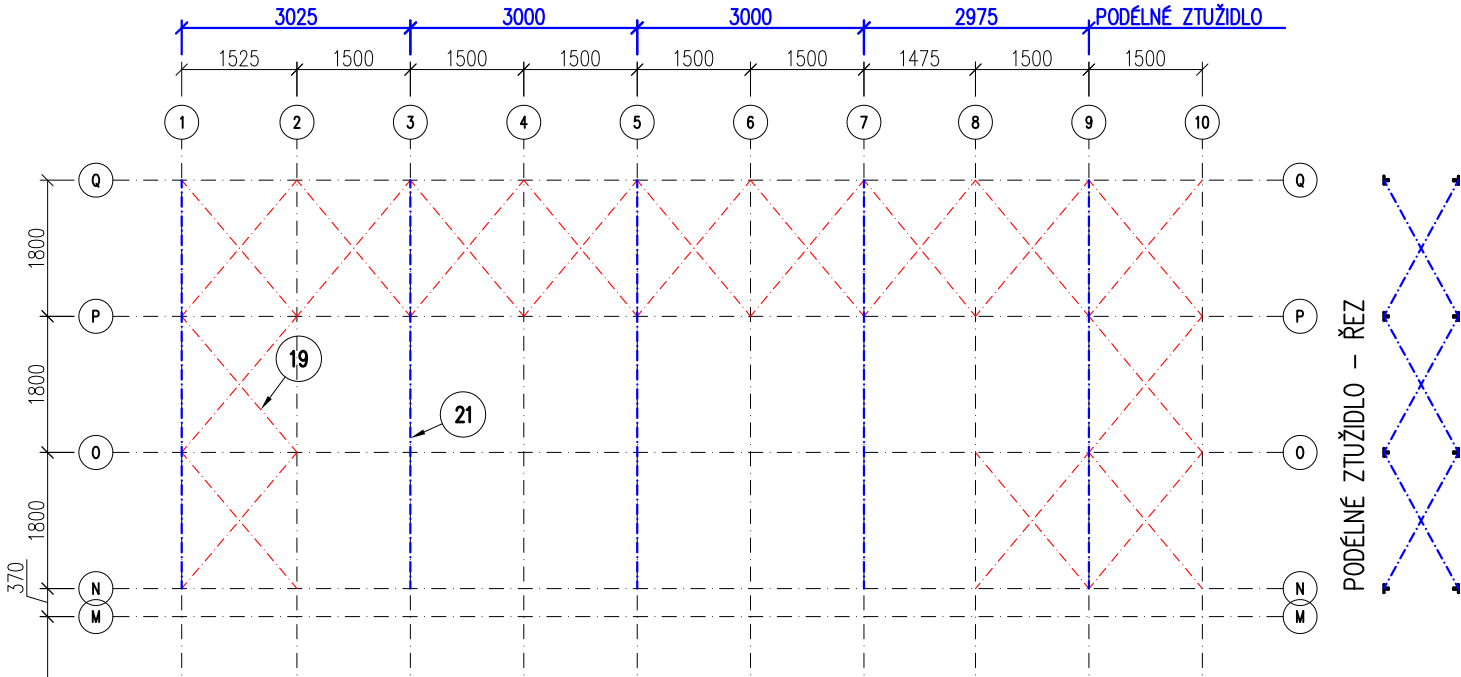 3025 3000 3000 2975 PODÉLNÉ ZTUŽIDLO
1525 1500 1500 1500 1500 1500 1475 1500 1500
1 2 3 4 5 6 7 8 9 10
Q Q
1800
P P
1800
19
21
O O
1800
370
N N
M M
PODÉLNÉ ZTUŽIDLO – ŘEZ